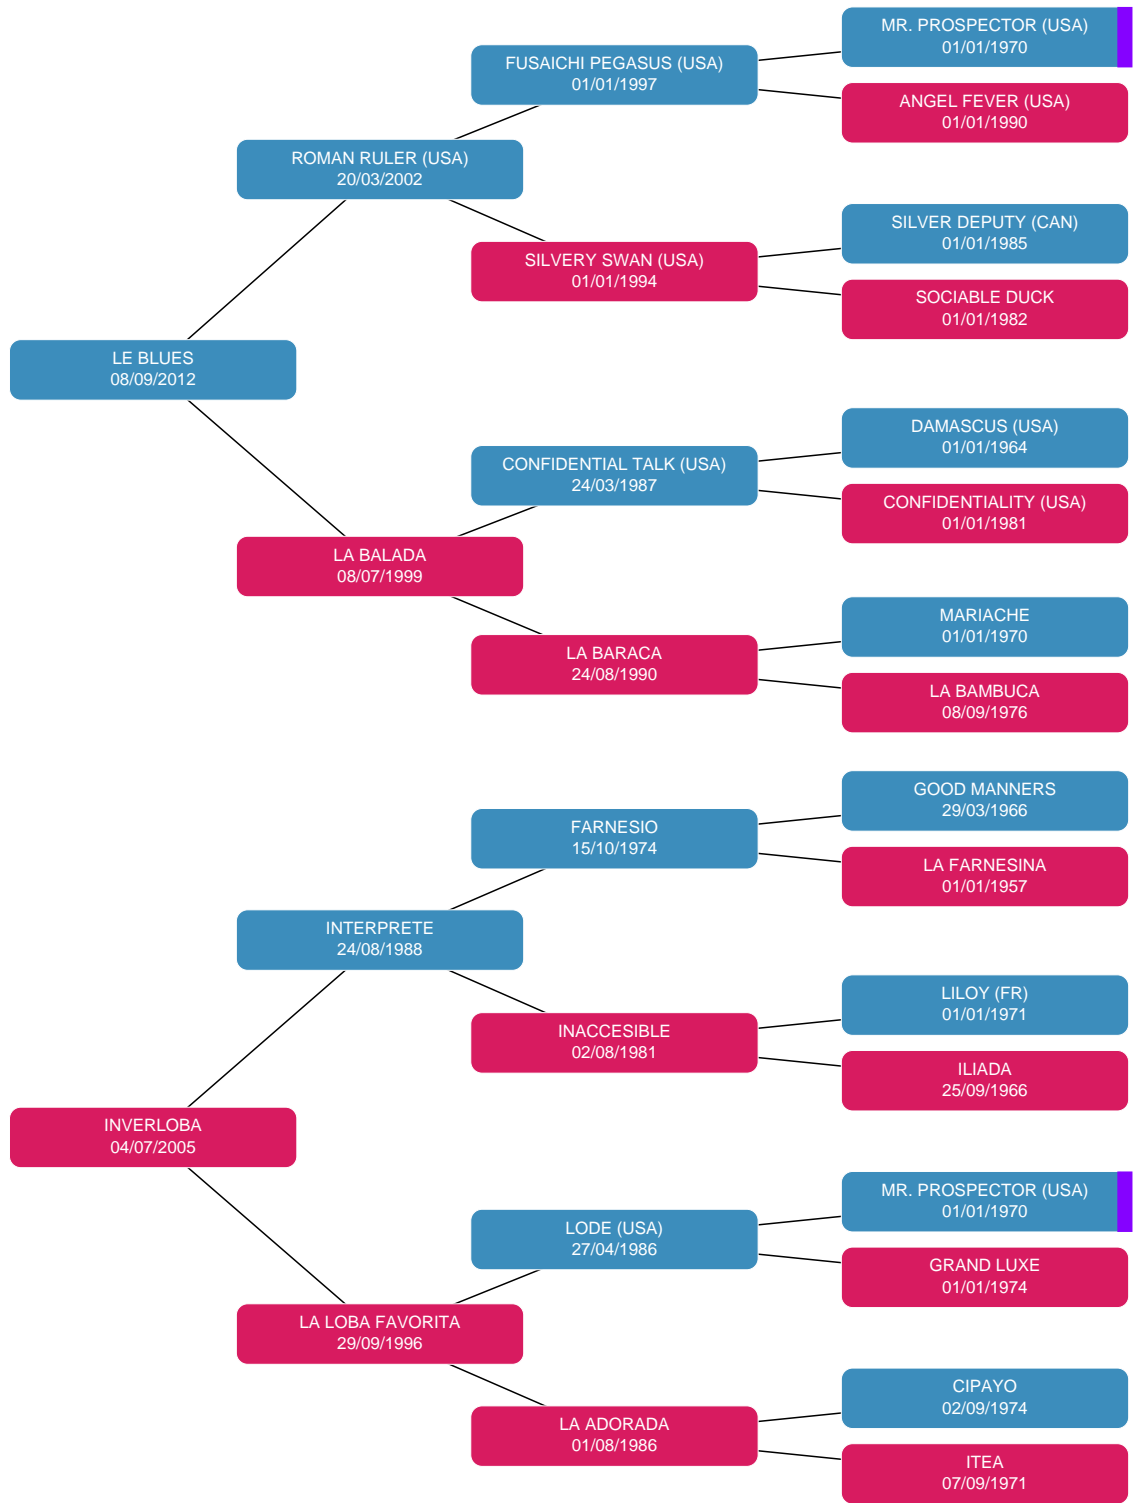 MR. PROSPECTOR (USA)
01/01/1970
FUSAICHI PEGASUS (USA)
01/01/1997
ANGEL FEVER (USA)
01/01/1990
ROMAN RULER (USA)
20/03/2002
SILVER DEPUTY (CAN)
01/01/1985
SILVERY SWAN (USA)
01/01/1994
SOCIABLE DUCK
01/01/1982
LE BLUES
08/09/2012
DAMASCUS (USA)
01/01/1964
CONFIDENTIAL TALK (USA)
24/03/1987
CONFIDENTIALITY (USA)
01/01/1981
LA BALADA
08/07/1999
MARIACHE
01/01/1970
LA BARACA
24/08/1990
LA BAMBUCA
08/09/1976
GOOD MANNERS
29/03/1966
FARNESIO
15/10/1974
LA FARNESINA
01/01/1957
INTERPRETE
24/08/1988
LILOY (FR)
01/01/1971
INACCESIBLE
02/08/1981
ILIADA
25/09/1966
INVERLOBA
04/07/2005
MR. PROSPECTOR (USA)
01/01/1970
LODE (USA)
27/04/1986
GRAND LUXE
01/01/1974
LA LOBA FAVORITA
29/09/1996
CIPAYO
02/09/1974
LA ADORADA
01/08/1986
ITEA
07/09/1971